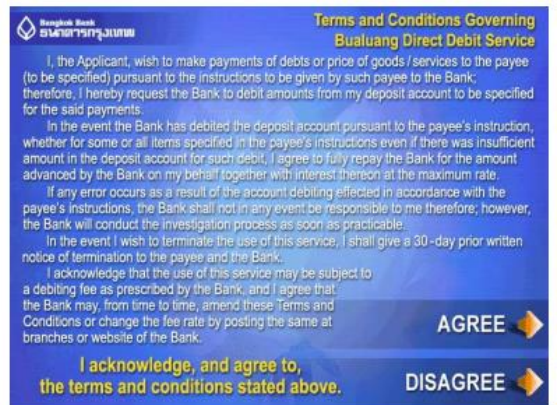 Bangkok Bank
ธนาคารกรุงเทพ
Terms and Conditions Governing
Bualuang Direct Debit Service
I, the Applicant, wish to make payments of debts or price of goods / services to the payee
(to be specified) pursuant to the instructions to be given by such payee to the Bank;
therefore, I hereby request the Bank to debit amounts from my deposit account to be specified
for the said payments.
In the event the Bank has debited the deposit account pursuant to the payee's instruction,
whether for some or all items specified in the payee's instructions even if there was insufficient
amount in the deposit account for such debit, I agree to fully repay the Bank for the amount
advanced by the Bank on my behalf together with interest thereon at the maximum rate.
If any error occurs as a result of the account debiting effected in accordance with the
payee's instructions, the Bank shall not in any event be responsible to me therefore; however,
the Bank will conduct the investigation process as soon as practicable.
In the event I wish to terminate the use of this service, I shall give a 30-day prior written
notice of termination to the payee and the Bank.
I acknowledge that the use of this service may be subject to
a debiting fee as prescribed by the Bank, and I agree that
the Bank may, from time to time, amend these Terms and
Conditions or change the fee rate by posting the same at
branches or website of the Bank.
AGREE
I acknowledge, and agree to,
the terms and conditions stated above.
DISAGREE